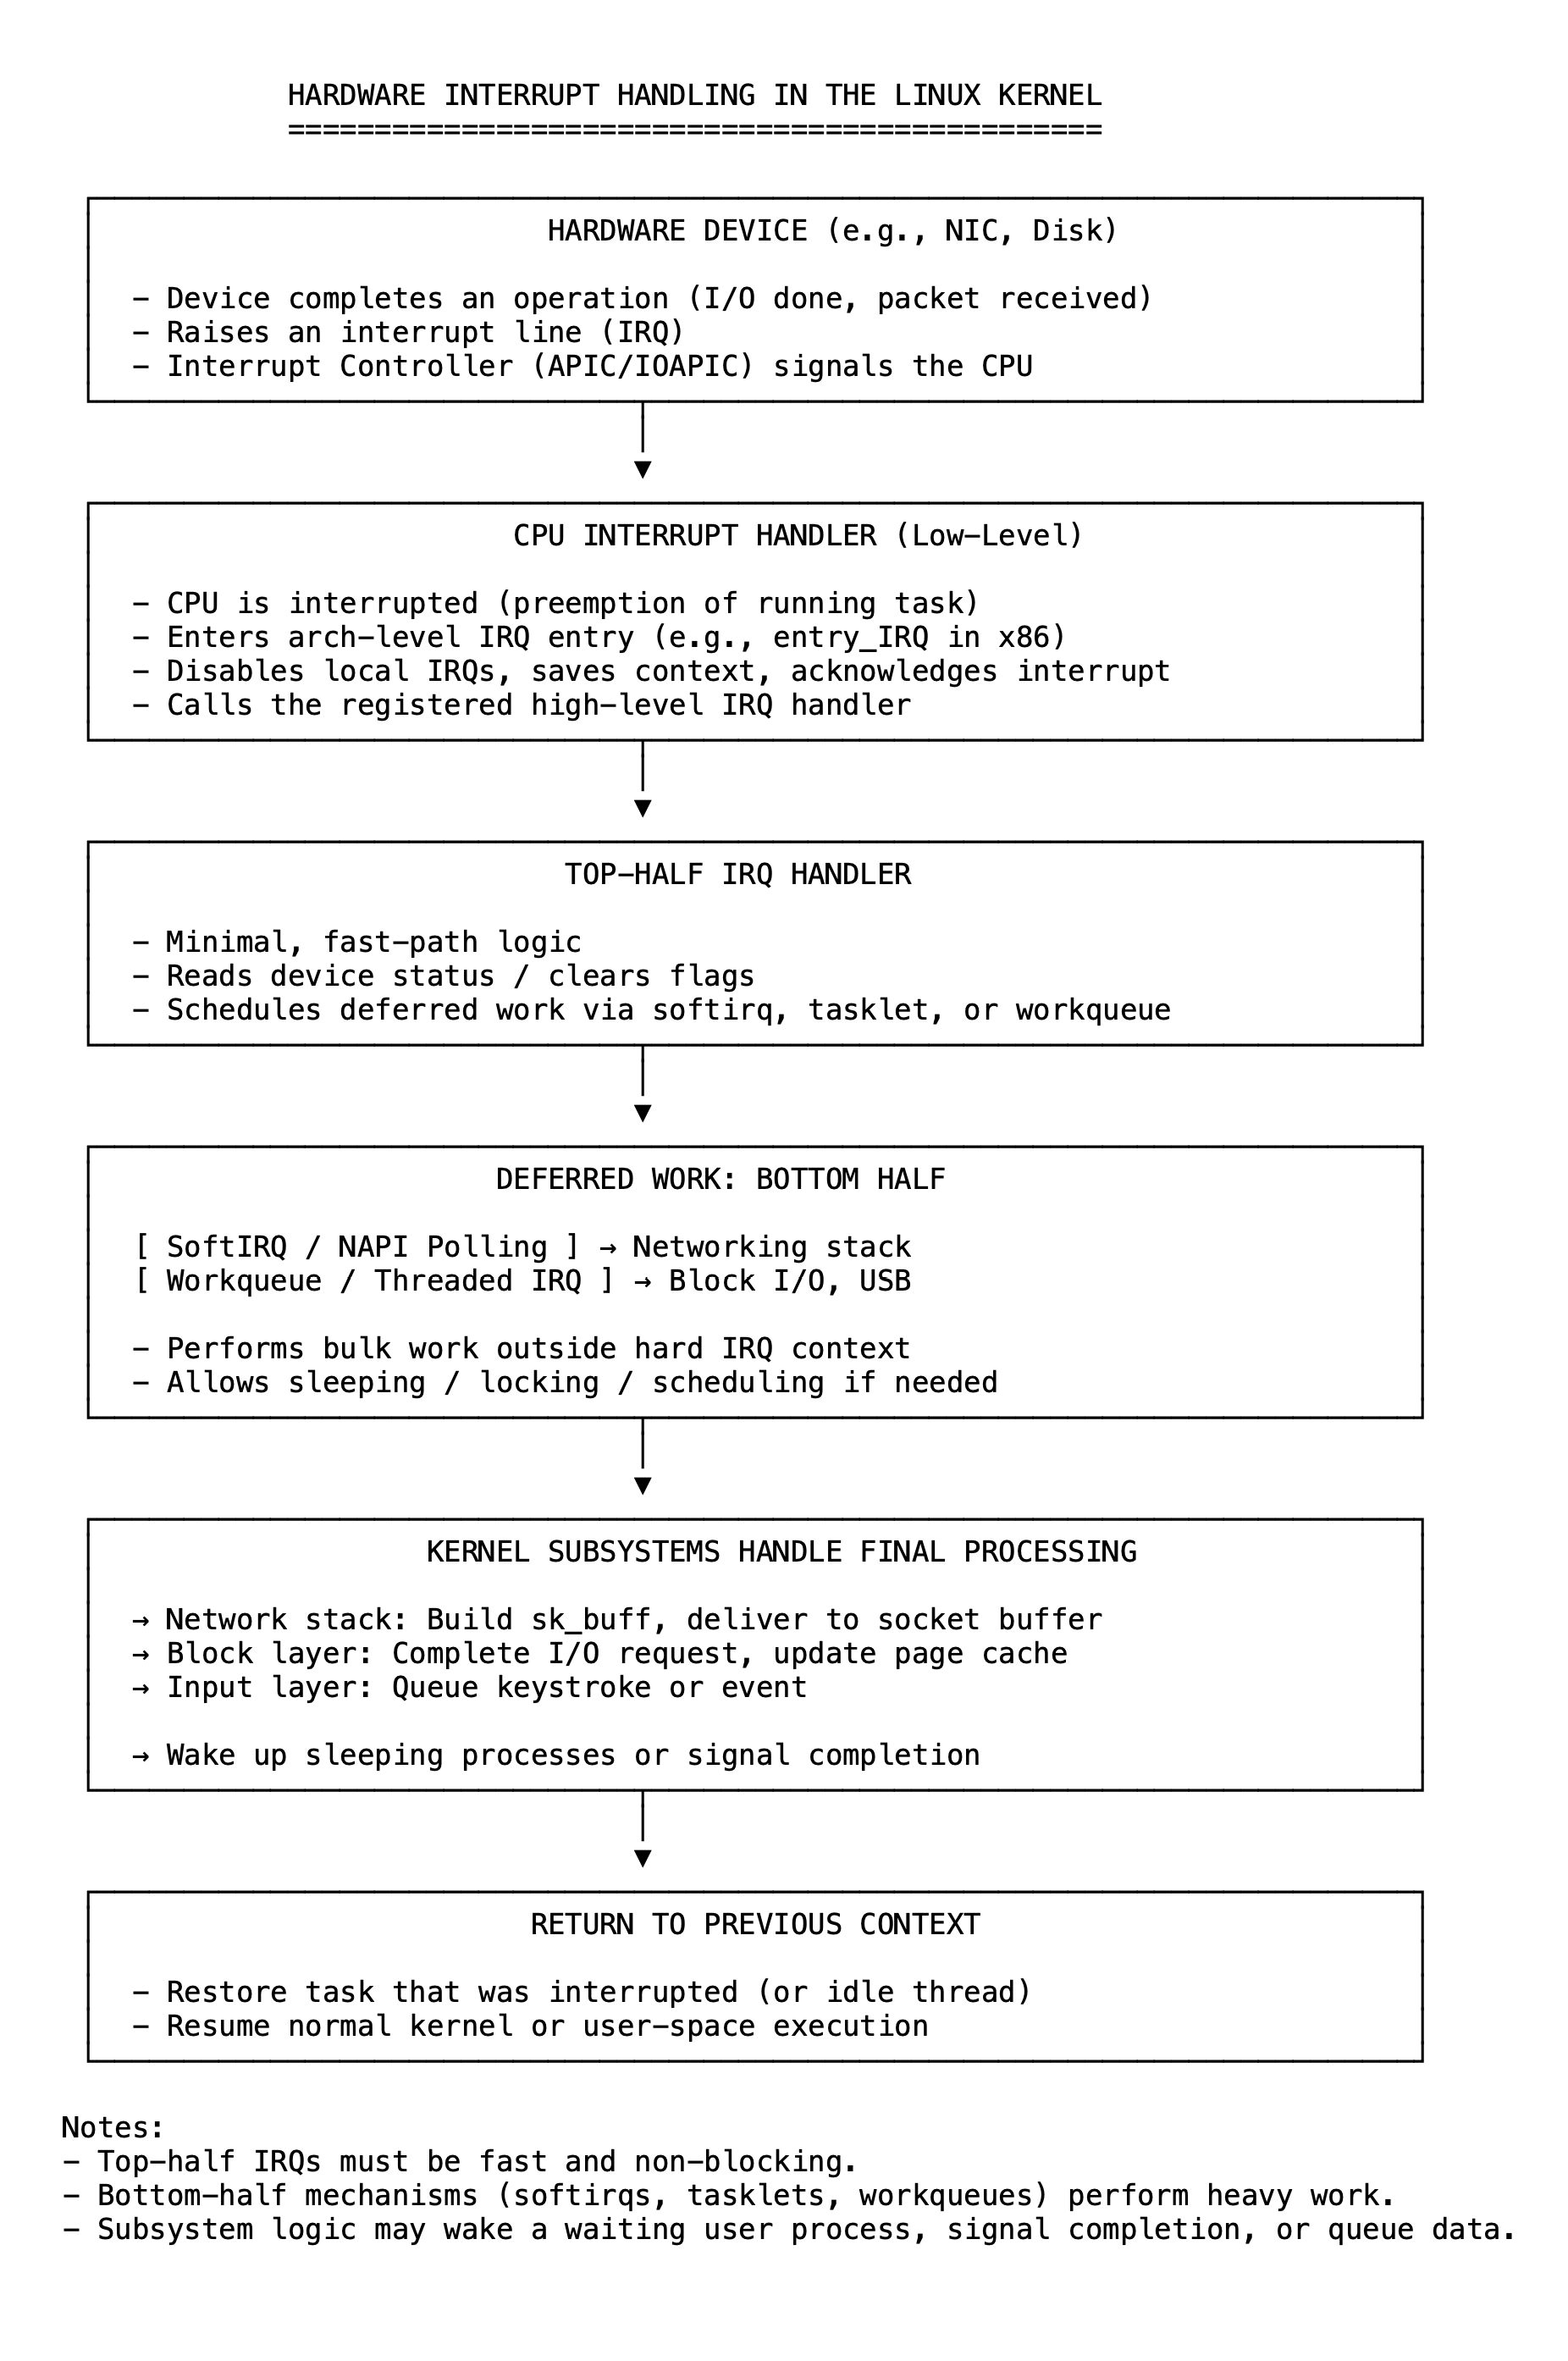 HARDWARE INTERRUPT HANDLING IN THE LINUX KERNEL
===============================================
HARDWARE DEVICE (e.g., NIC, Disk)
- Device completes an operation (I/O done, packet received)
- Raises an interrupt line (IRQ)
- Interrupt Controller (APIC/IOAPIC) signals the CPU
CPU INTERRUPT HANDLER (Low-Level)
- CPU is interrupted (preemption of running task)
- Enters arch-level IRQ entry (e.g., entry_IRQ in x86)
- Disables local IRQs, saves context, acknowledges interrupt
- Calls the registered high-level IRQ handler
TOP-HALF IRQ HANDLER
- Minimal, fast-path logic
- Reads device status / clears flags
- Schedules deferred work via softirq, tasklet, or workqueue
DEFERRED WORK: BOTTOM HALF
[ SoftIRQ / NAPI Polling ] → Networking stack
[ Workqueue / Threaded IRQ ] → Block I/O, USB
- Performs bulk work outside hard IRQ context
- Allows sleeping / locking / scheduling if needed
KERNEL SUBSYSTEMS HANDLE FINAL PROCESSING
→ Network stack: Build sk_buff, deliver to socket buffer
→ Block layer: Complete I/O request, update page cache
→ Input layer: Queue keystroke or event
→ Wake up sleeping processes or signal completion
RETURN TO PREVIOUS CONTEXT
- Restore task that was interrupted (or idle thread)
- Resume normal kernel or user-space execution
Notes:
- Top-half IRQs must be fast and non-blocking.
- Bottom-half mechanisms (softirqs, tasklets, workqueues) perform heavy work.
- Subsystem logic may wake a waiting user process, signal completion, or queue data.